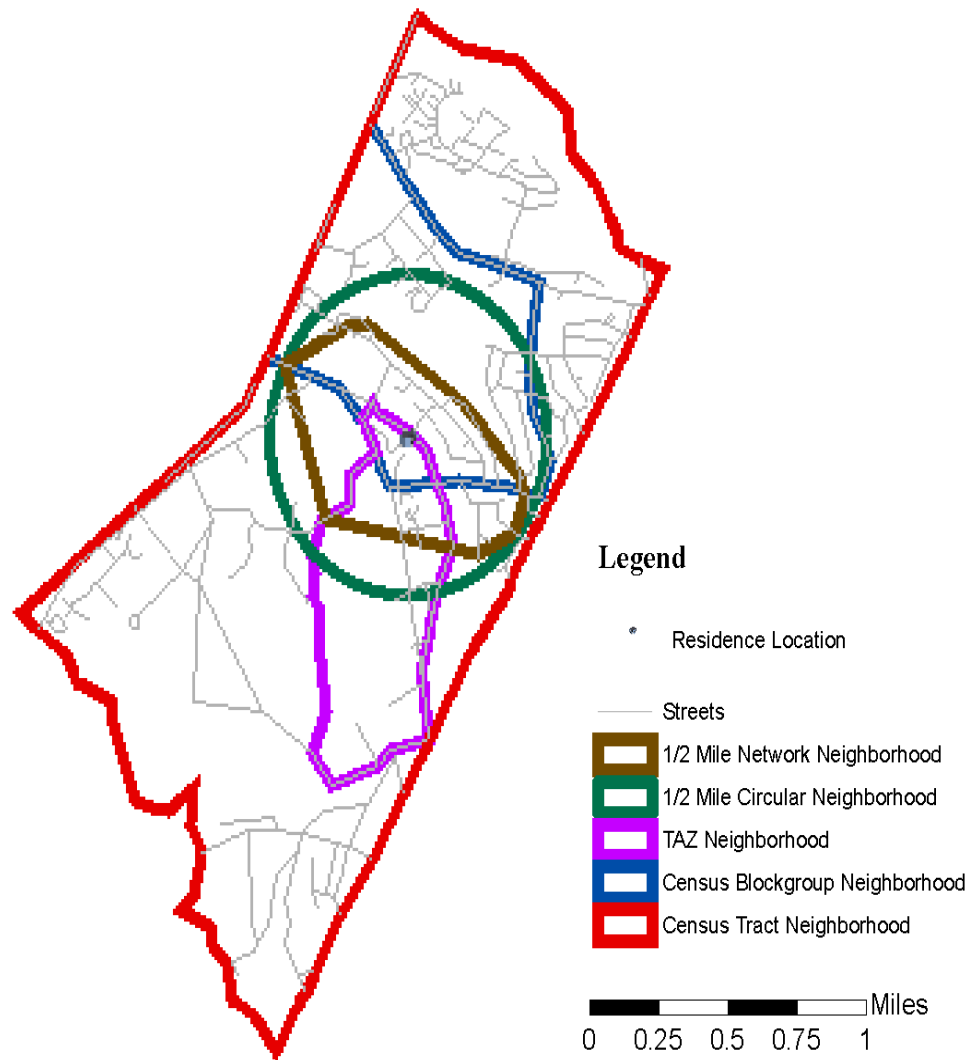 Legend
Residence Location
Streets
1/2 Mile Network Neighborhood
1/2 Mile Circular Neighborhood
TAZ Neighborhood
Census Blockgroup Neighborhood
Census Tract Neighborhood
Miles
0 0.25 0.5 0.75 1